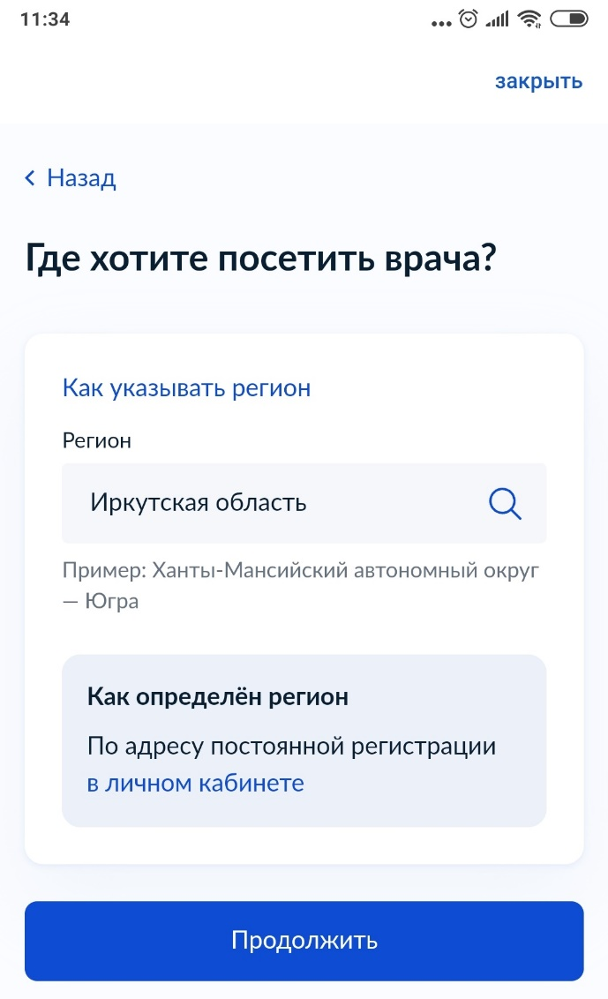 11:34
закрыть
Назад
Где хотите посетить врача?
Как указывать регион
Регион
Иркутская область
Пример: Ханты-Мансийский автономный округ
— Югра
Как определён регион
По адресу постоянной регистрации
в личном кабинете
Продолжить